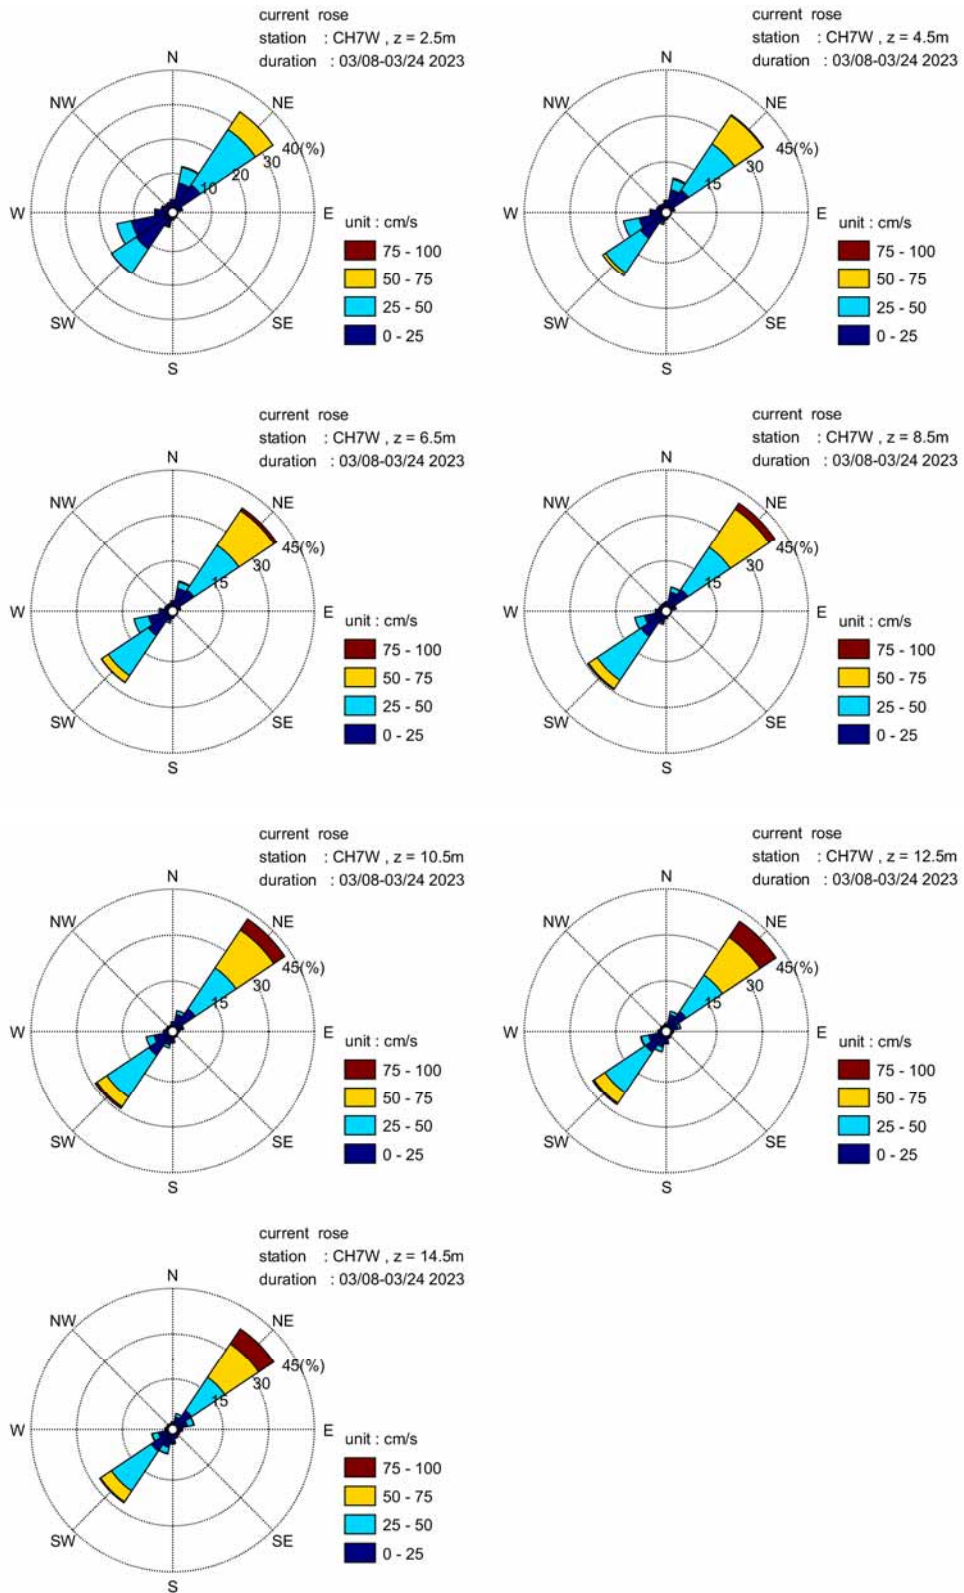 current rose
station : CH7W , z = 2.5m
duration : 03/08-03/24 2023
N
NW
NE
40(%)
30
20
10
W
E
unit : cm/s
75 - 100
50 - 75
25 - 50
0 - 25
SW
SE
S
current rose
station : CH7W , z = 4.5m
duration : 03/08-03/24 2023
N
NW
NE
45(%)
30
15
W
E
unit : cm/s
75 - 100
50 - 75
25 - 50
0 - 25
SW
SE
S
current rose
station : CH7W , z = 6.5m
duration : 03/08-03/24 2023
N
NW
NE
45(%)
30
15
W
E
unit : cm/s
75 - 100
50 - 75
25 - 50
0 - 25
SW
SE
S
current rose
station : CH7W , z = 8.5m
duration : 03/08-03/24 2023
N
NW
NE
45(%)
30
15
W
E
unit : cm/s
75 - 100
50 - 75
25 - 50
0 - 25
SW
SE
S
current rose
station : CH7W , z = 10.5m
duration : 03/08-03/24 2023
N
NW
NE
45(%)
30
15
W
E
unit : cm/s
75 - 100
50 - 75
25 - 50
0 - 25
SW
SE
S
current rose
station : CH7W , z = 12.5m
duration : 03/08-03/24 2023
N
NW
NE
45(%)
30
15
W
E
unit : cm/s
75 - 100
50 - 75
25 - 50
0 - 25
SW
SE
S
current rose
station : CH7W , z = 14.5m
duration : 03/08-03/24 2023
N
NW
NE
45(%)
30
15
W
E
unit : cm/s
75 - 100
50 - 75
25 - 50
0 - 25
SW
SE
S